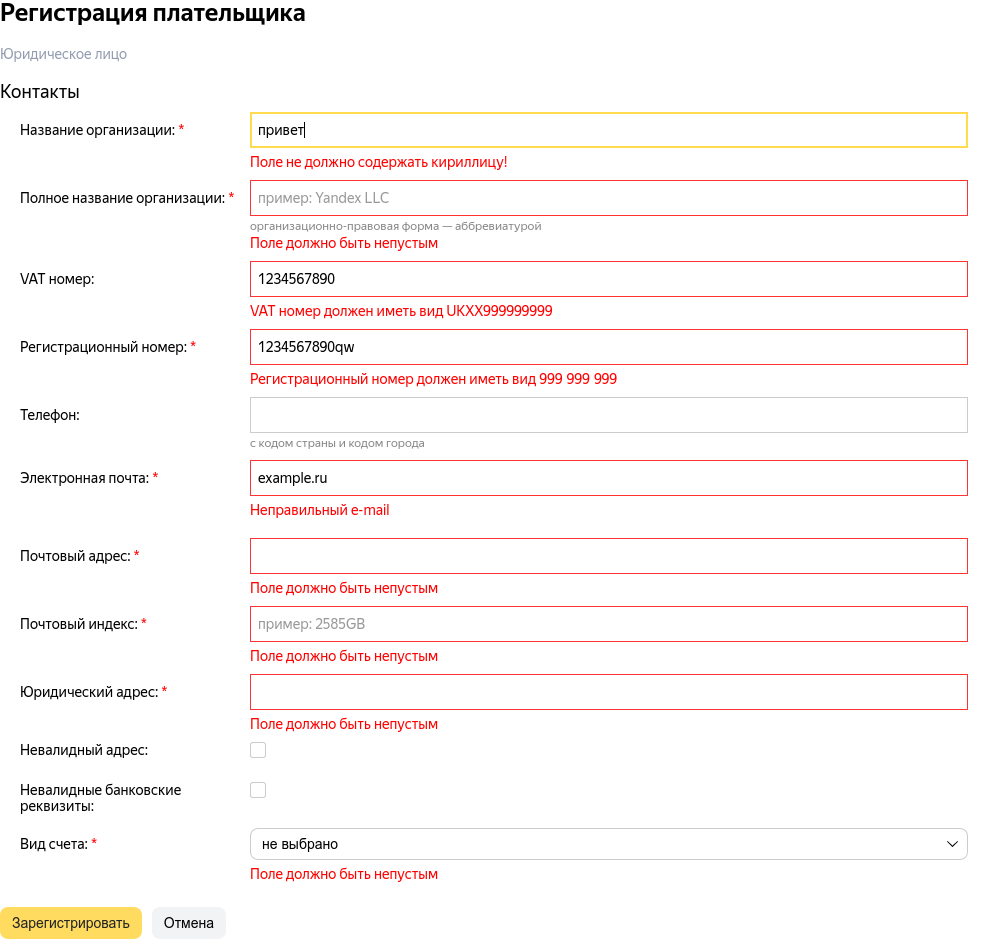 Регистрация плательщика
Юридическое лицо
Контакты
Название организации: * привет
Поле не должно содержать кириллицу!
Полное название организации: * пример: Yandex LLC
организационно-правовая форма — аббревиатурой
Поле должно быть непустым
VAT номер: 1234567890
VAT номер должен иметь вид UKXX999999999
Регистрационный номер: * 1234567890qw
Регистрационный номер должен иметь вид 999 999 999
Телефон:
с кодом страны и кодом города
Электронная почта: * example.ru
Неправильный e-mail
Почтовый адрес: *
Поле должно быть непустым
Почтовый индекс: * пример: 2585GB
Поле должно быть непустым
Юридический адрес: *
Поле должно быть непустым
Невалидный адрес:
Невалидные банковские
реквизиты:
Вид счета: * не выбрано
Поле должно быть непустым
Зарегистрировать Отмена